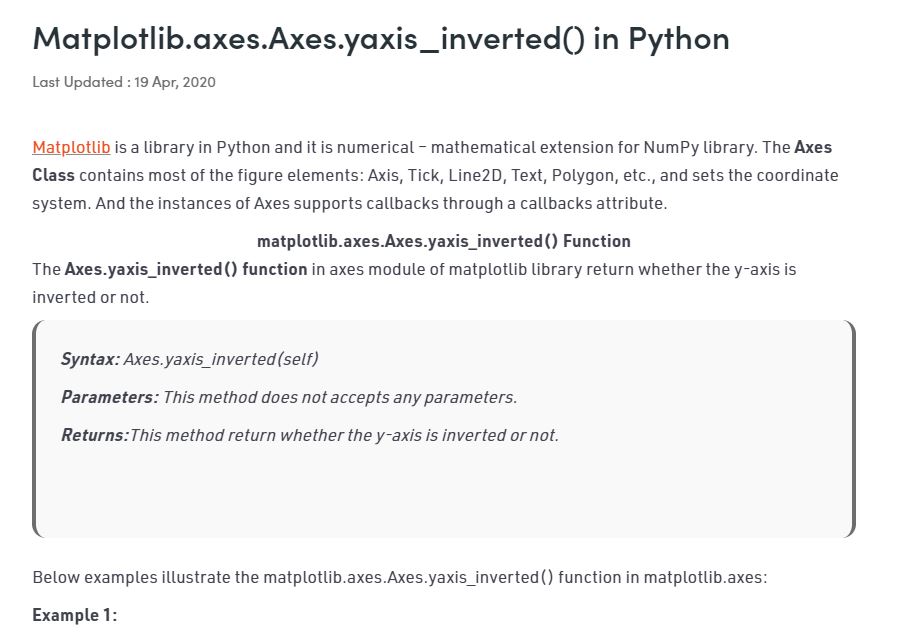 Matplotlib.axes.Axes.yaxis_inverted() in Python
Last Updated : 19 Apr, 2020
Matplotlib is a library in Python and it is numerical – mathematical extension for NumPy library. The Axes
Class contains most of the figure elements: Axis, Tick, Line2D, Text, Polygon, etc., and sets the coordinate
system. And the instances of Axes supports callbacks through a callbacks attribute.
matplotlib.axes.Axes.yaxis_inverted() Function
The Axes.yaxis_inverted() function in axes module of matplotlib library return whether the y-axis is
inverted or not.
Syntax: Axes.yaxis_inverted(self)
Parameters: This method does not accepts any parameters.
Returns:This method return whether the y-axis is inverted or not.
Below examples illustrate the matplotlib.axes.Axes.yaxis_inverted() function in matplotlib.axes:
Example 1: